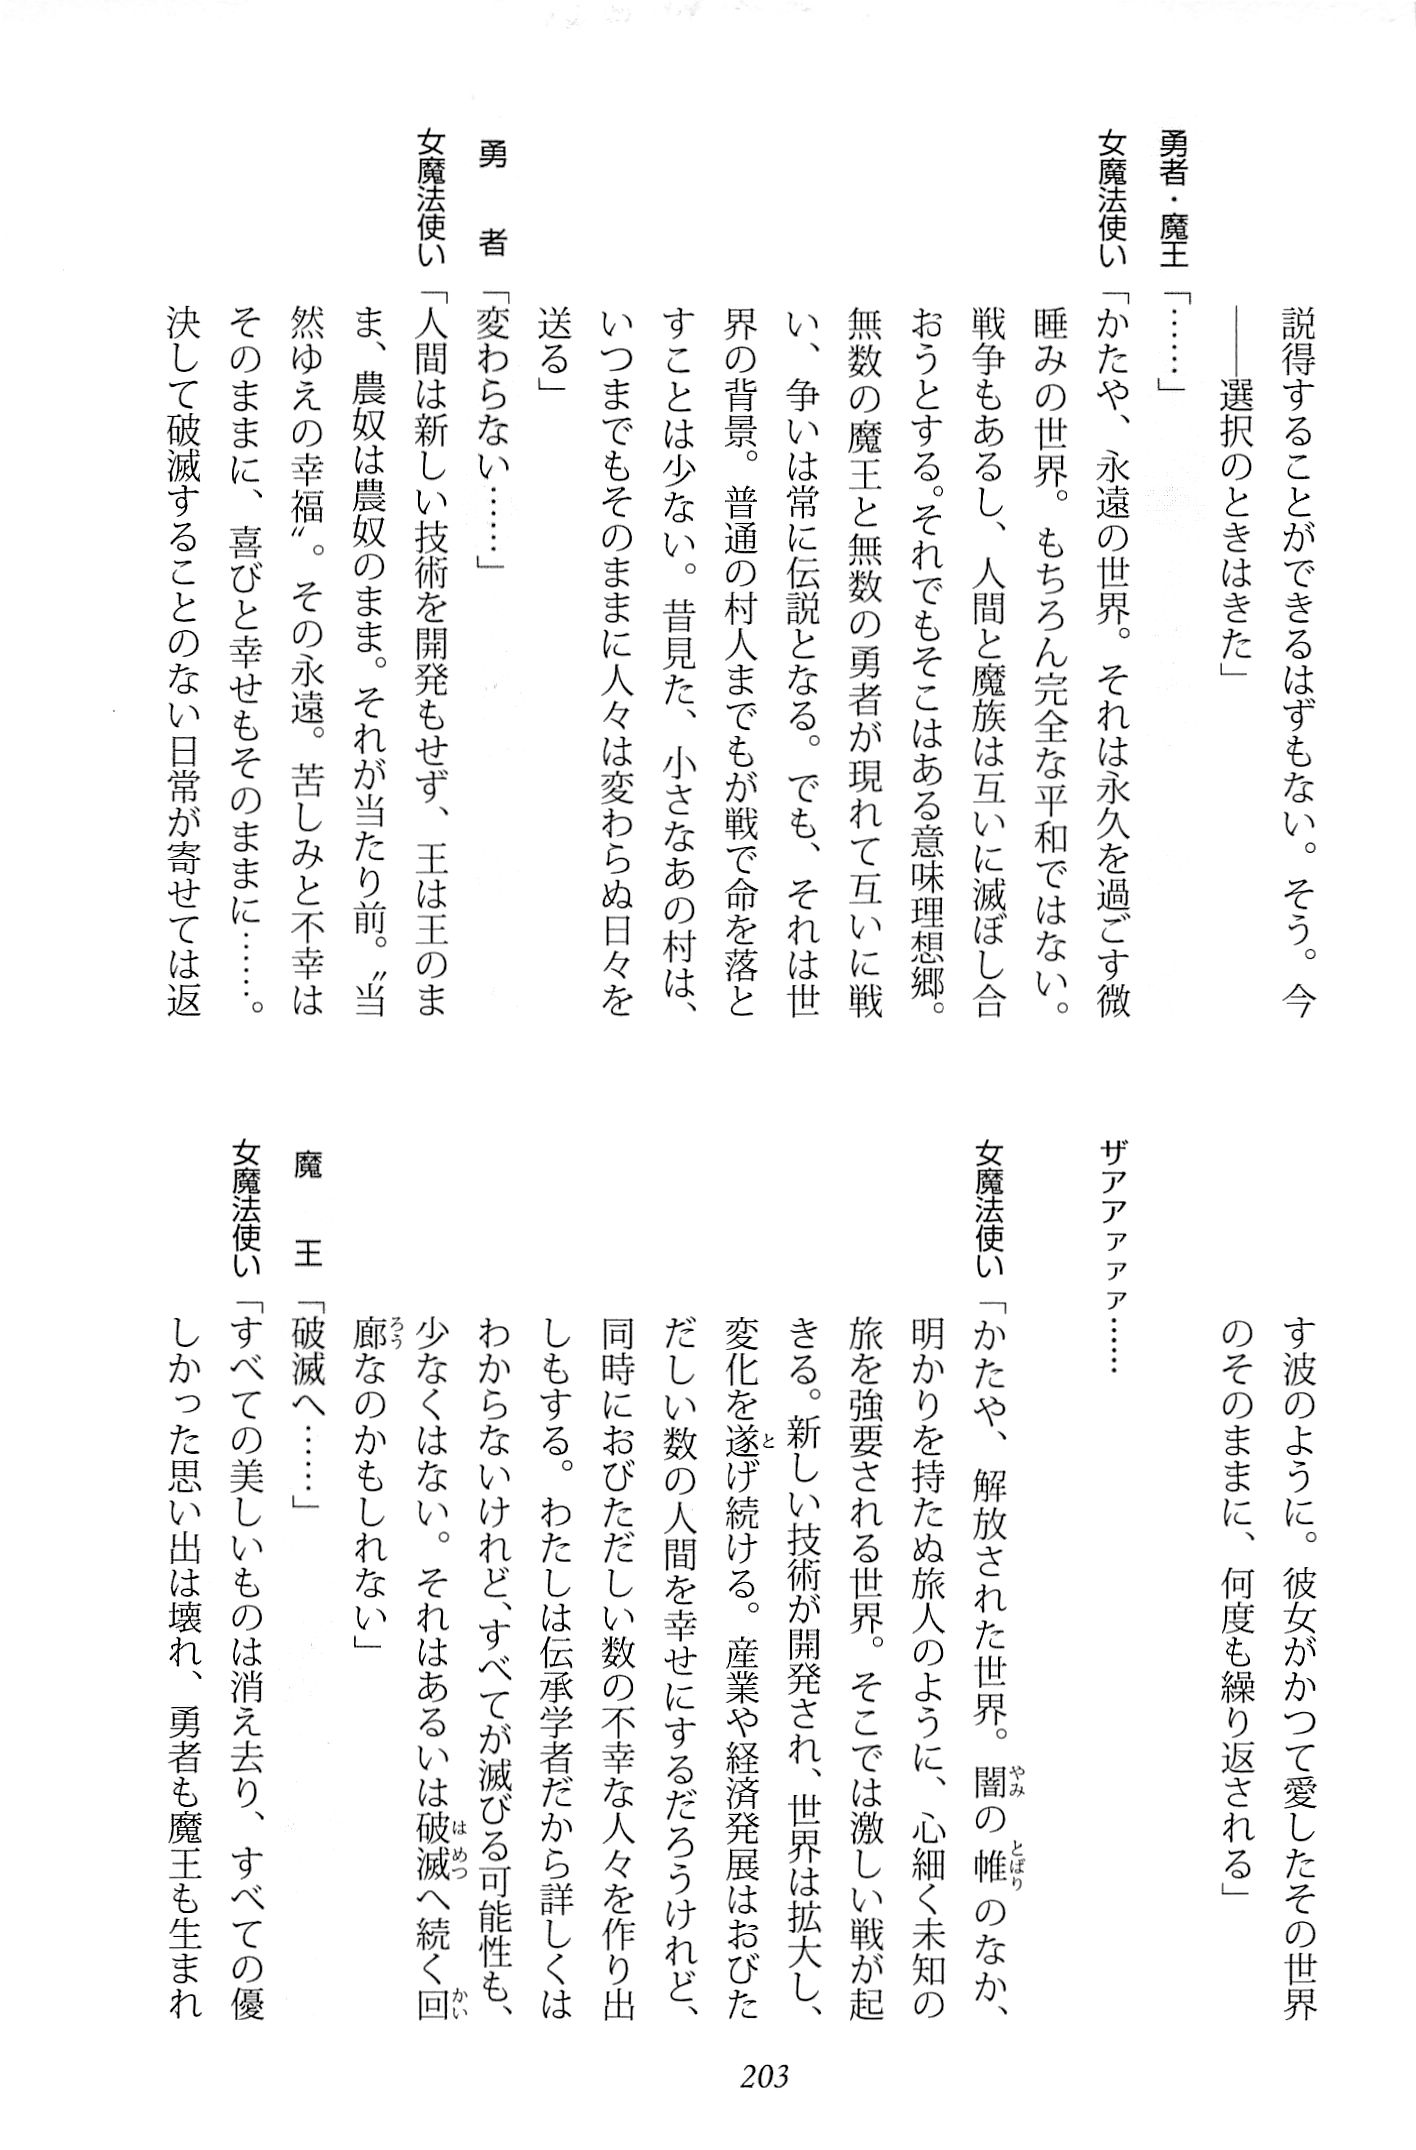 説得することができるはずもない。そう。今
――選択のときはきた」
勇者・魔王「……」
女魔法使い「かたや、永遠の世界。それは永久を過ごす微
睡みの世界。もちろん完全な平和ではない。
戦争もあるし、人間と魔族は互いに滅ぼし合
おうとする。それでもそこはある意味理想郷。
無数の魔王と無数の勇者が現れて互いに戦
い、争いは常に伝説となる。でも、それは世
界の背景。普通の村人までもが戦で命を落と
すことは少ない。昔見た、小さなあの村は、
いつまでもそのままに人々は変わらぬ日々を
送る」
勇者「変わらない……」
女魔法使い「人間は新しい技術を開発もせず、王は王のま
ま、農奴は農奴のまま。それが当たり前。〝当
然ゆえの幸福〟。その永遠。苦しみと不幸は
そのままに、喜びと幸せもそのままに……。
決して破滅することのない日常が寄せては返
す波のように。彼女がかつて愛したその世界
のそのままに、何度も繰り返される」
ザアアァァァ……
女魔法使い「かたや、解放された世界。闇の帷のなか、
明かりを持たぬ旅人のように、心細く未知の
旅を強要される世界。そこでは激しい戦が起
きる。新しい技術が開発され、世界は拡大し、
変化を遂げ続ける。産業や経済発展はおびた
だしい数の人間を幸せにするだろうけれど、
同時におびただしい数の不幸な人々を作り出
しもする。わたしは伝承学者だから詳しくは
わからないけれど、すべてが滅びる可能性も、
少なくはない。それはあるいは破滅へ続く回
廊なのかもしれない」
魔王「破滅へ……」
女魔法使い「すべての美しいものは消え去り、すべての優
しかった思い出は壊れ、勇者も魔王も生まれ
203